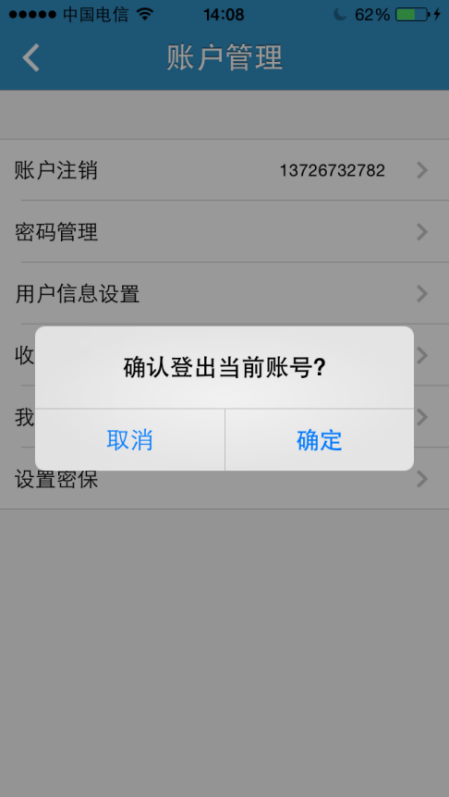 中国电信 14:08 62%
账户管理
账户注销 13726732782
密码管理
用户信息设置
收
确认登出当前账号?
我
取消 确定
设置密保